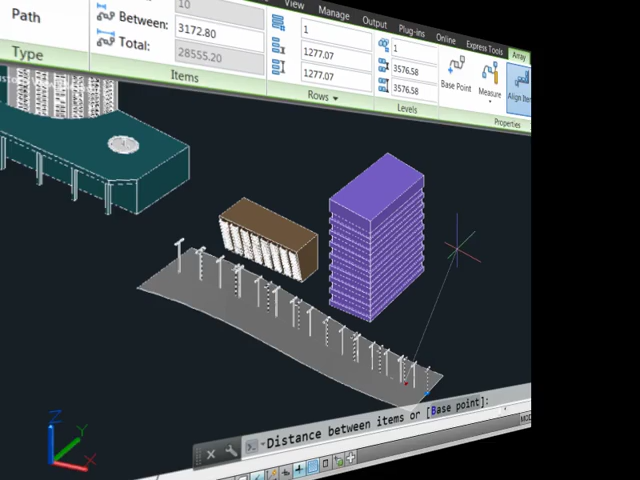 View Manage Output Plug-ins Online Express Tools Array
10
Path
Between: 3172.80
Total: 28555.20
1
1277.07
1277.07
1
3576.58
3576.58
Base Point Measure Align
Type Items Rows Levels Properties
Z
Y
X
Distance between items or [Base point]: